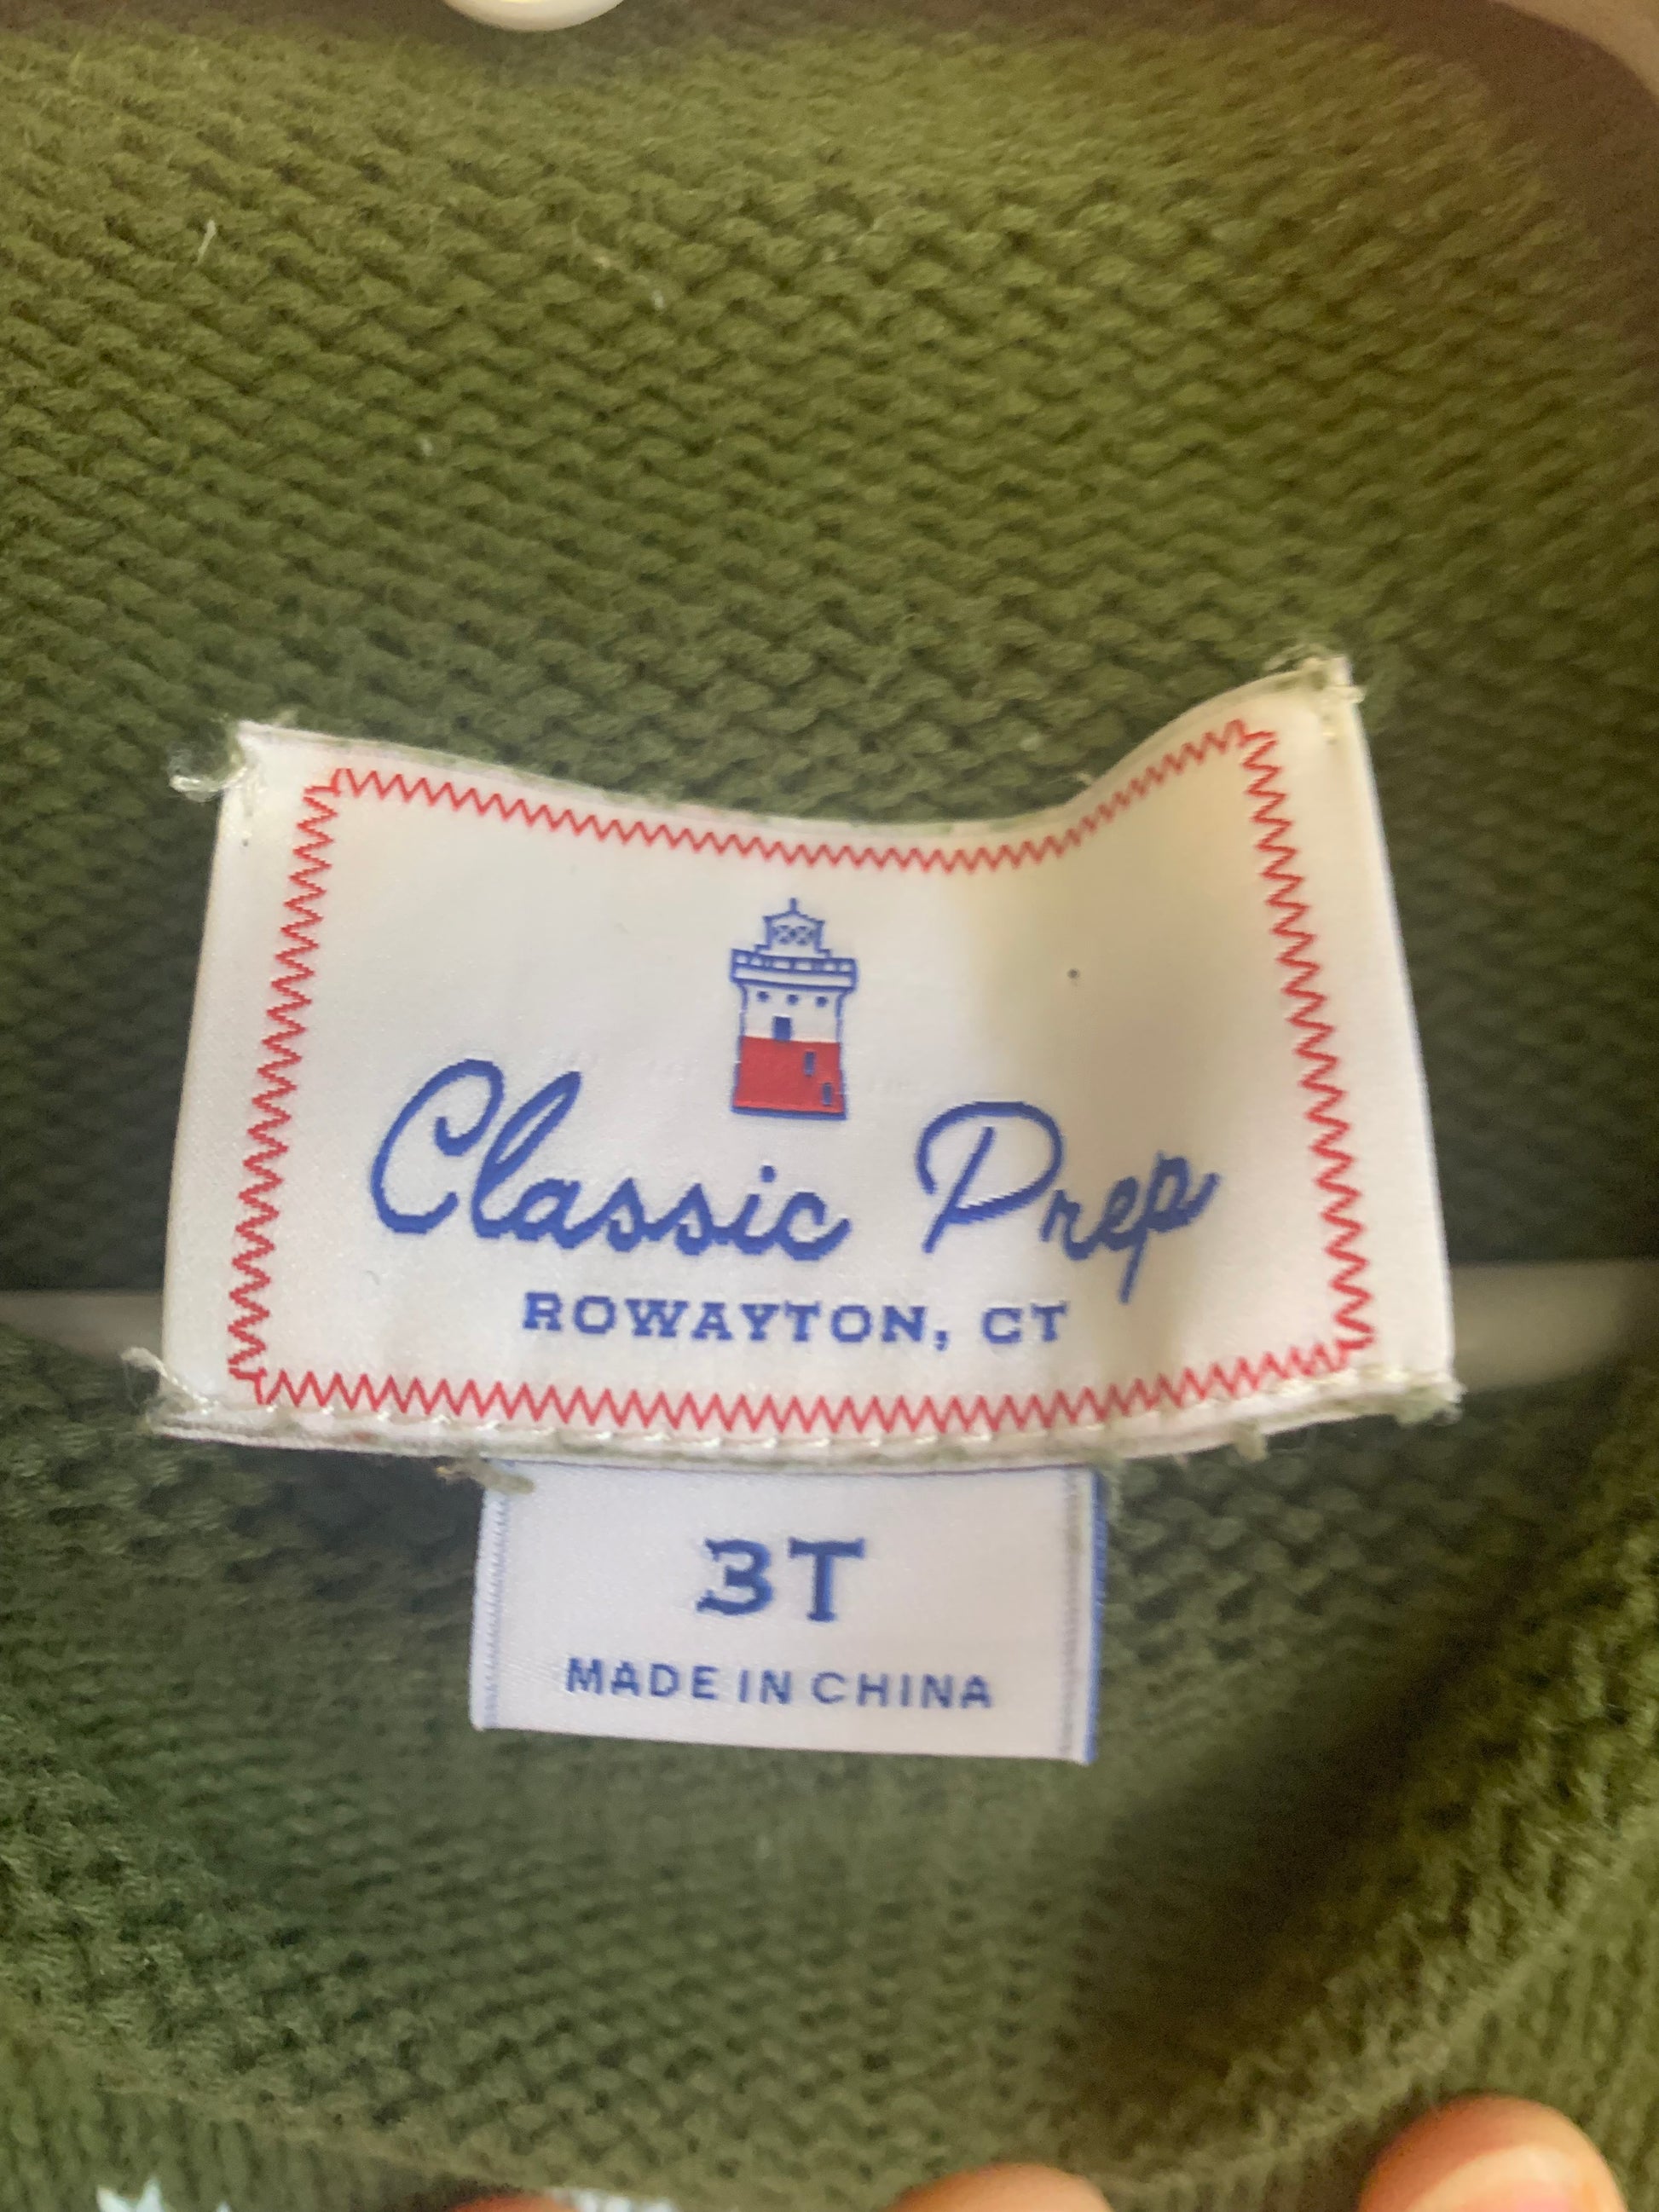 Classic Prep
ROWAYTON, CT
3T
MADE IN CHINA